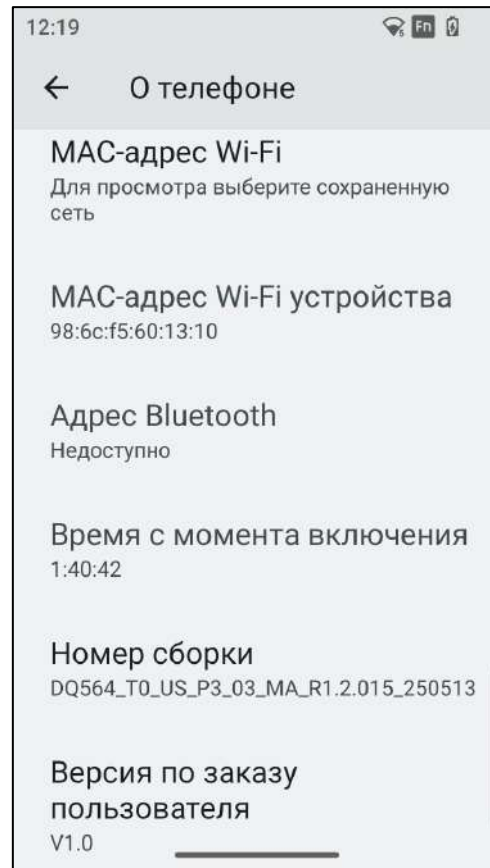 12:19
Fn
О телефоне
MAC-адрес Wi-Fi
Для просмотра выберите сохраненную
сеть
MAC-адрес Wi-Fi устройства
98:6c:f5:60:13:10
Адрес Bluetooth
Недоступно
Время с момента включения
1:40:42
Номер сборки
DQ564_T0_US_P3_03_MA_R1.2.015_250513
Версия по заказу
пользователя
V1.0